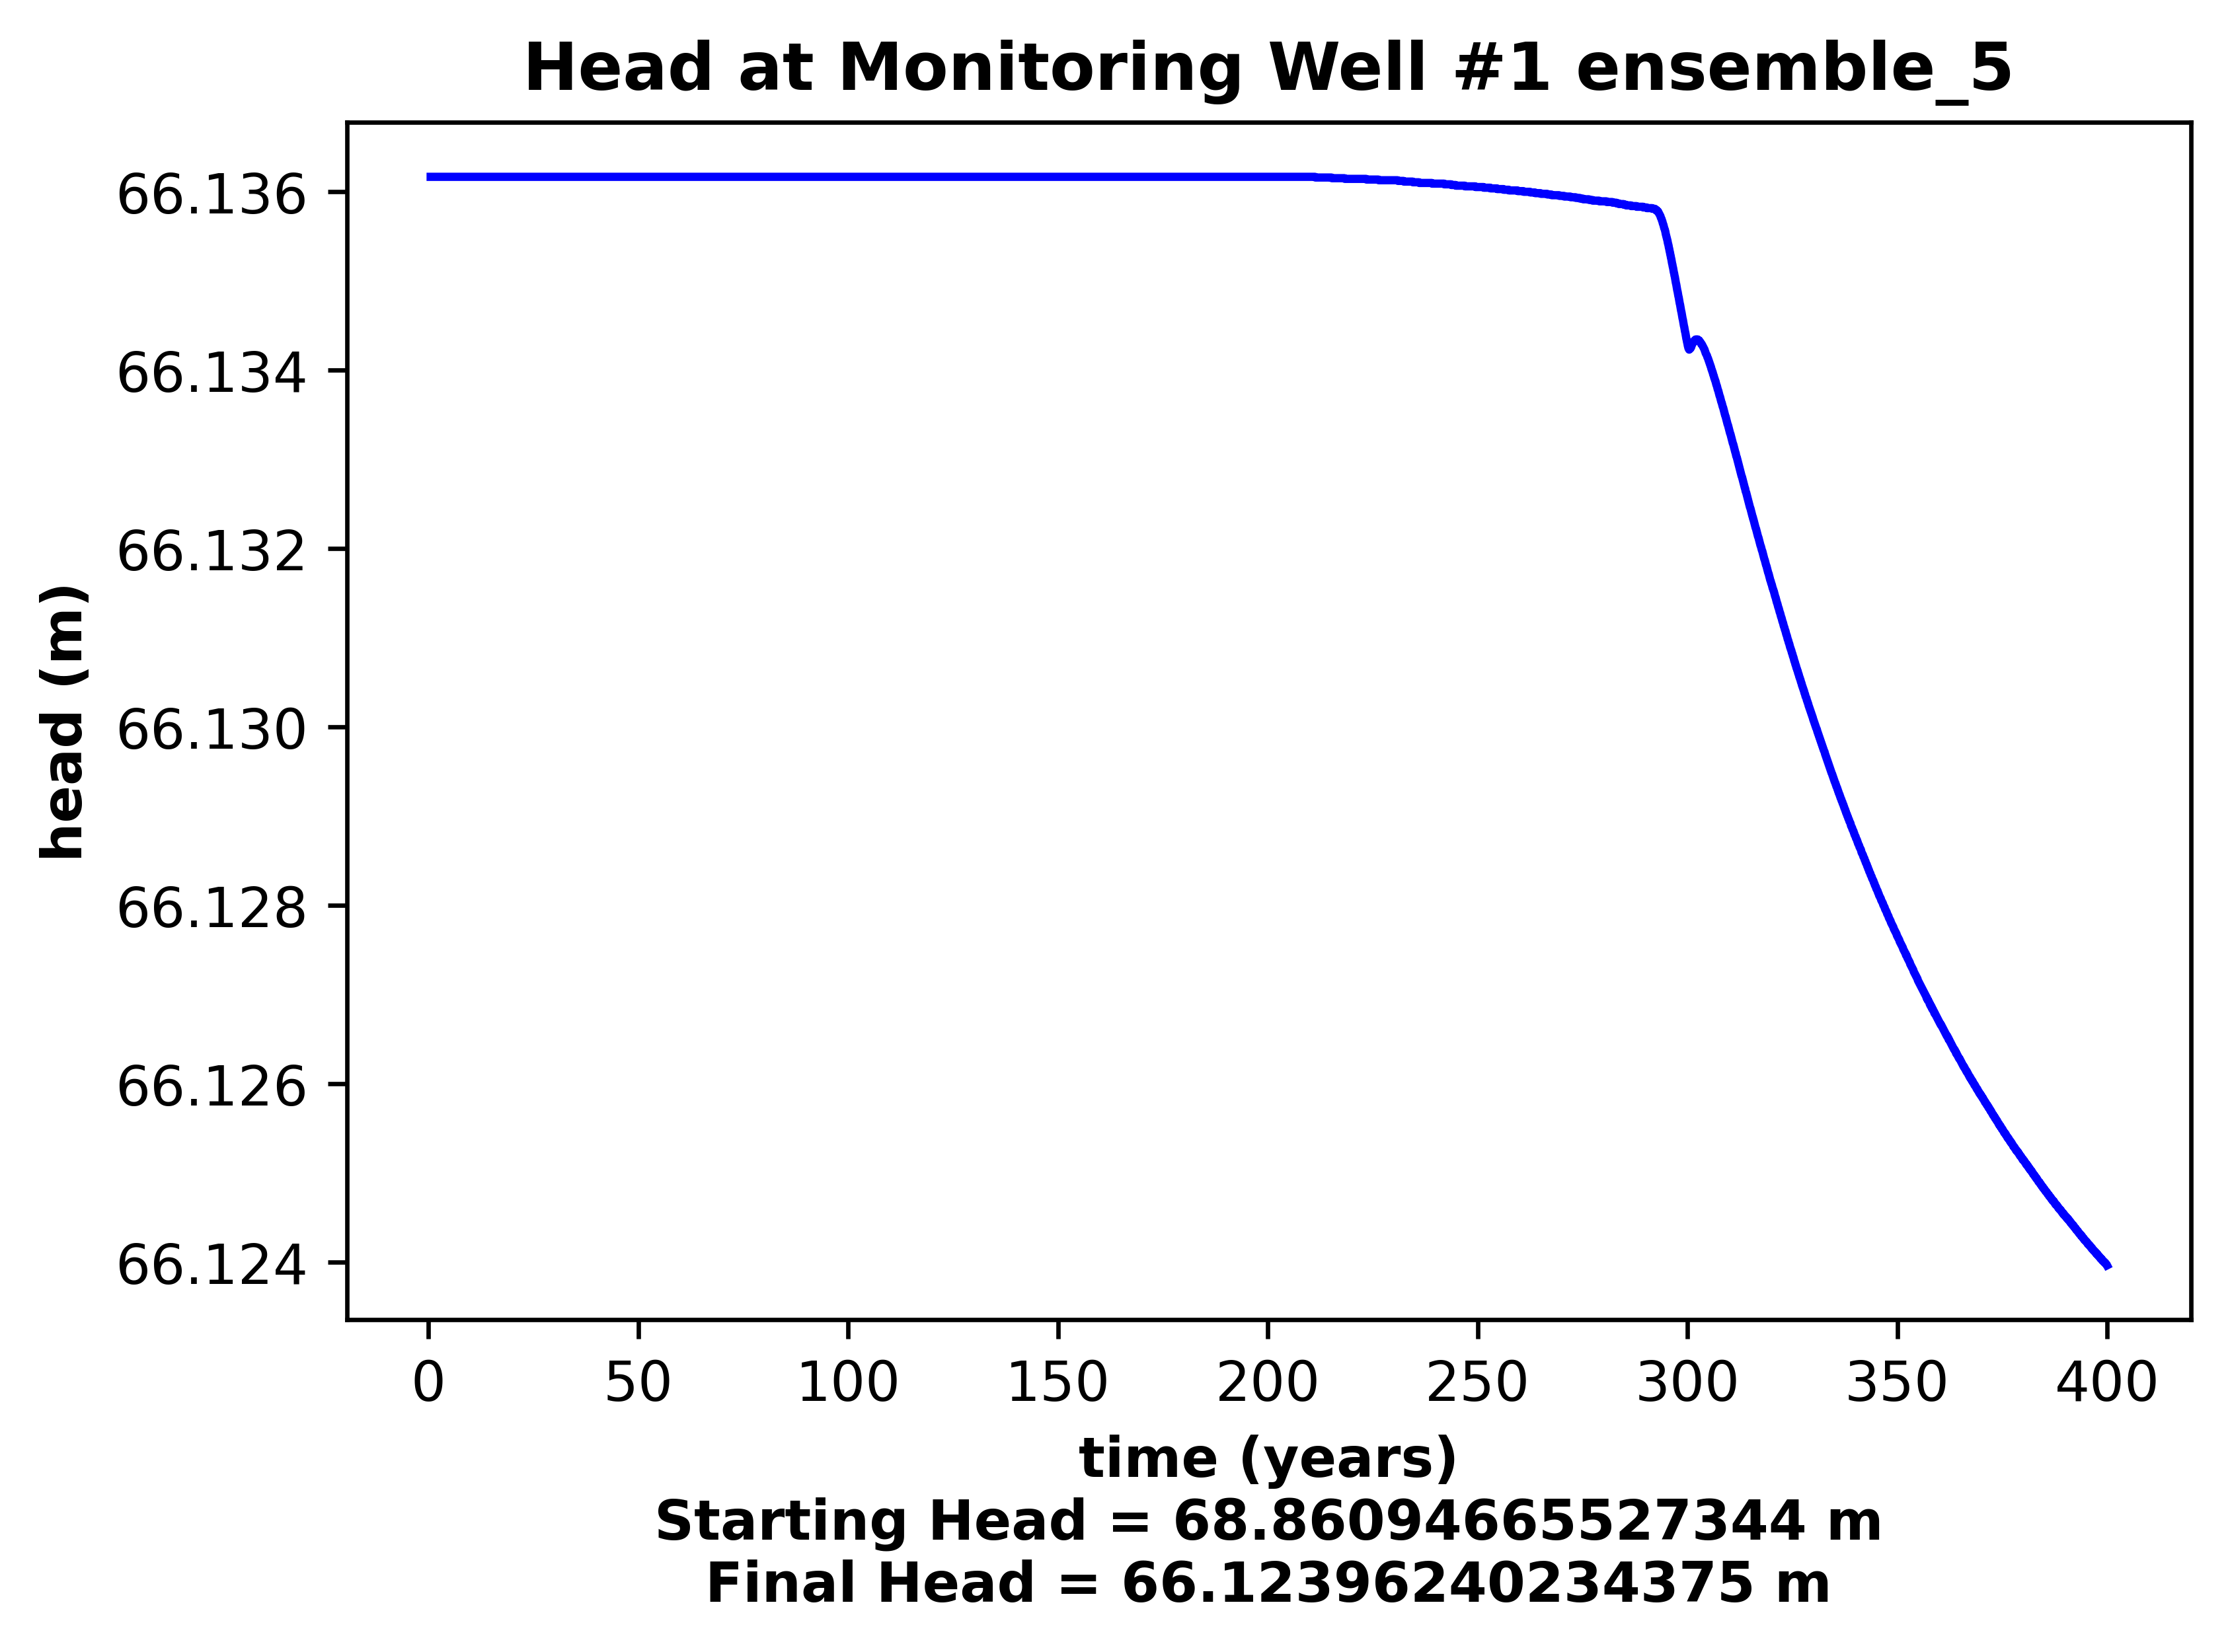 Head at Monitoring Well #1 ensemble_5
66.136
66.134
66.132
66.130
66.128
66.126
66.124
head (m)
0 50 100 150 200 250 300 350 400
time (years)
Starting Head = 68.86094665527344 m
Final Head = 66.123962402343​75 m